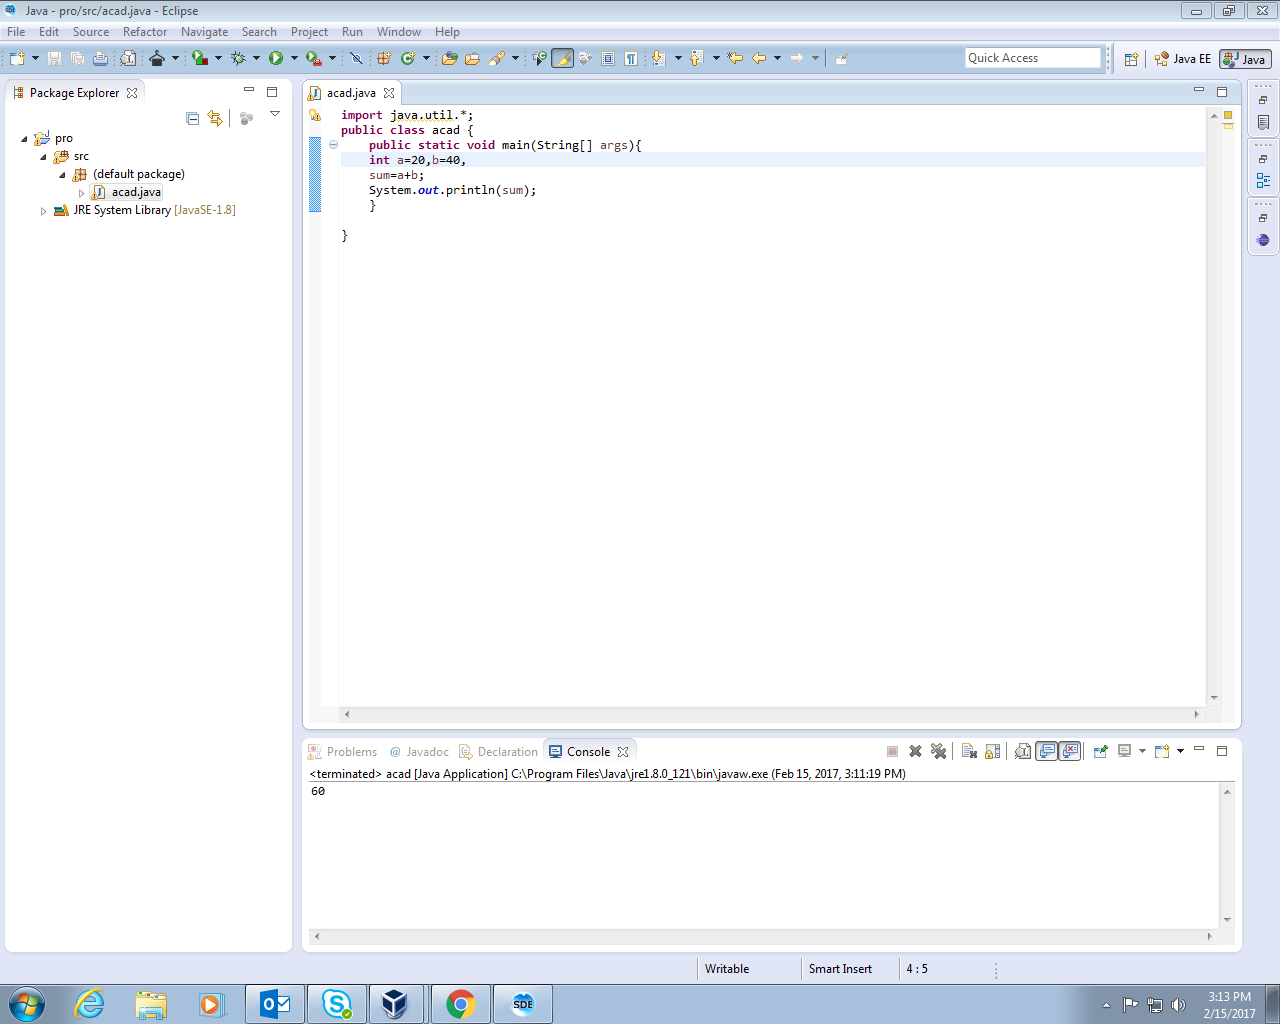 Java - pro/src/acad.java - Eclipse
File Edit Source Refactor Navigate Search Project Run Window Help
Quick Access
Java EE
Java
Package Explorer
pro
src
(default package)
acad.java
JRE System Library [JavaSE-1.8]
acad.java
import java.util.*;
public class acad {
public static void main(String[] args){
int a=20,b=40,
sum=a+b;
System.out.println(sum);
}
}
Problems @ Javadoc Declaration Console
<terminated> acad [Java Application] C:\Program Files\Java\jre1.8.0_121\bin\javaw.exe (Feb 15, 2017, 3:11:19 PM)
60
Writable Smart Insert 4 : 5
SDE
3:13 PM
2/15/2017